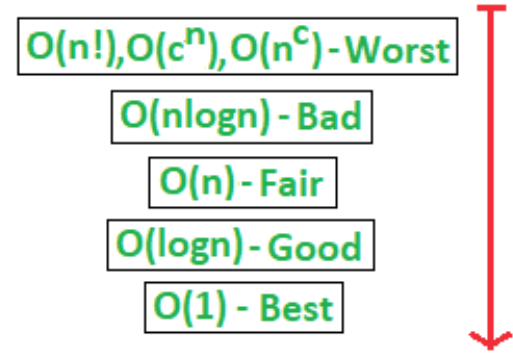 O(n!),O(cⁿ),O(nᶜ)-Worst
O(nlogn) - Bad
O(n)-Fair
O(logn)-Good
O(1) - Best